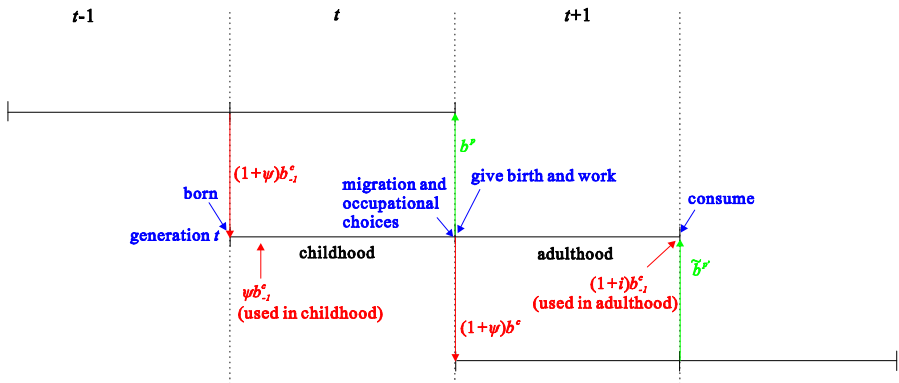 t-1
t
t+1
b^p
(1+ψ)b^e_{-1}
give birth and work
migration and
occupational
choices
born
consume
generation t
childhood
adulthood
b̃^{p'}
ψb^e_{-1}
(used in childhood)
(1+i)b^e_{-1}
(used in adulthood)
(1+ψ)b^e